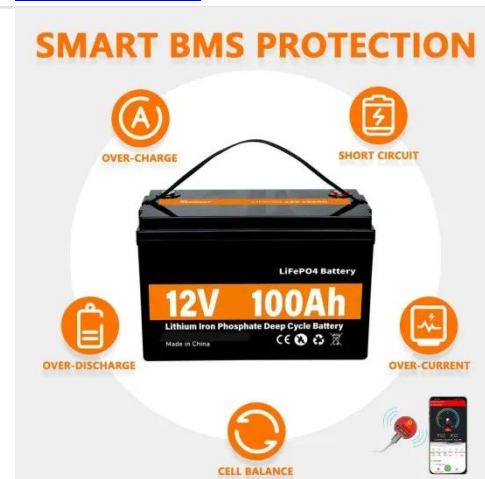 SMART BMS PROTECTION
OVER-CHARGE
SHORT CIRCUIT
LiFePO4 Battery
12V 100Ah
Lithium Iron Phosphate Deep Cycle Battery
Made in China
CE
OVER-DISCHARGE
OVER-CURRENT
CELL BALANCE